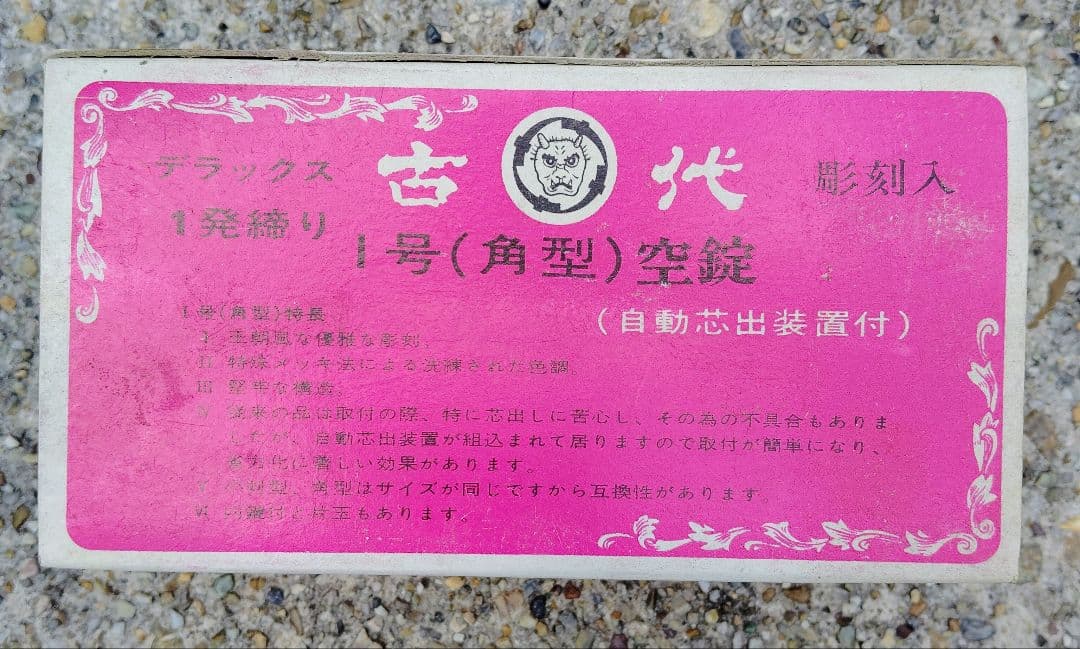 デラックス
古代
彫刻入
1発締り
1号(角型)空錠
(自動芯出装置付)
I号(角型)特長
I 王朝風な優雅な彫刻。
II 特殊メッキ法による洗練された色調。
III 堅牢な構造。
IV 従来の品は取付の際、特に芯出しに苦心し、その為の不具合もありま
したが、自動芯出装置が組込まれて居りますので取付が簡単になり、
省力化に著しい効果があります。
V 小判型、角型はサイズが同じですから互換性があります。
VI 内鍵付と玉もあります。